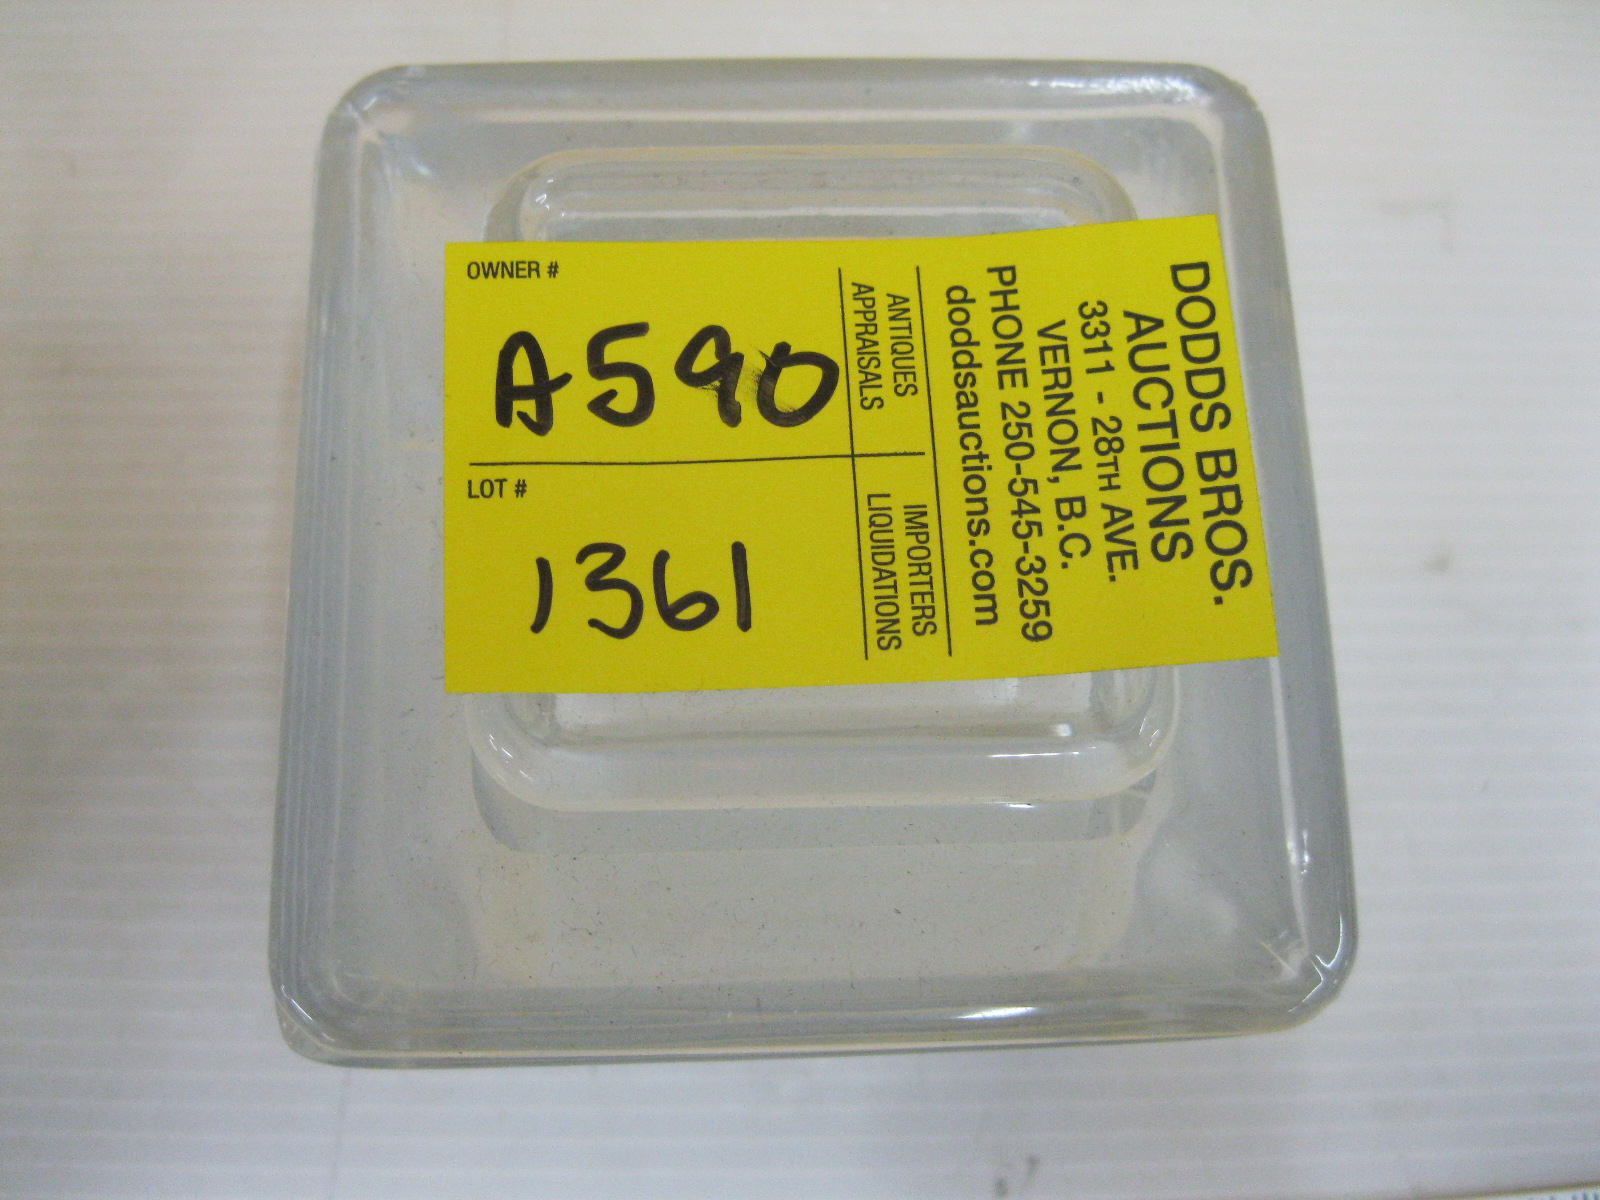 OWNER #
A590
LOT #
1361
ANTIQUES
APPRAISALS
IMPORTERS
LIQUIDATIONS
DODDS BROS.
AUCTIONS
3311 - 28TH AVE.
VERNON, B.C.
PHONE 250-545-3259
doddsauctions.com